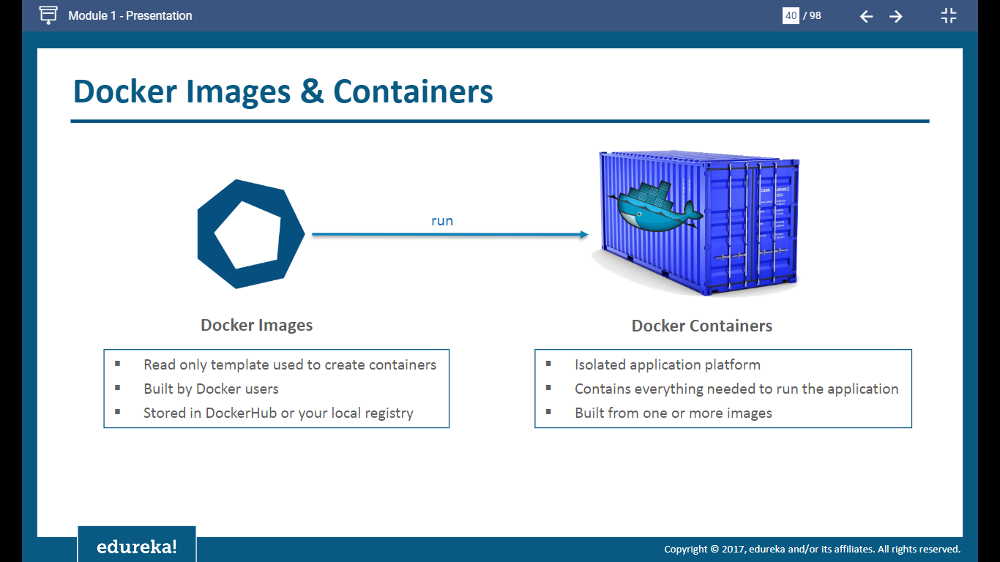 Module 1 - Presentation
40 / 98
Docker Images & Containers
run
Docker Images
Docker Containers
▪ Read only template used to create containers
▪ Built by Docker users
▪ Stored in DockerHub or your local registry
▪ Isolated application platform
▪ Contains everything needed to run the application
▪ Built from one or more images
edureka!
Copyright © 2017, edureka and/or its affiliates. All rights reserved.